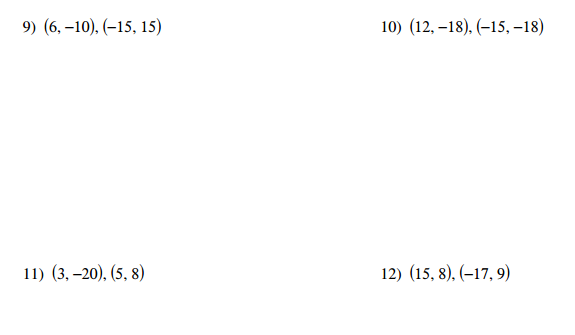 9) (6, –10), (–15, 15)
10) (12, –18), (–15, –18)
11) (3, –20), (5, 8)
12) (15, 8), (–17, 9)